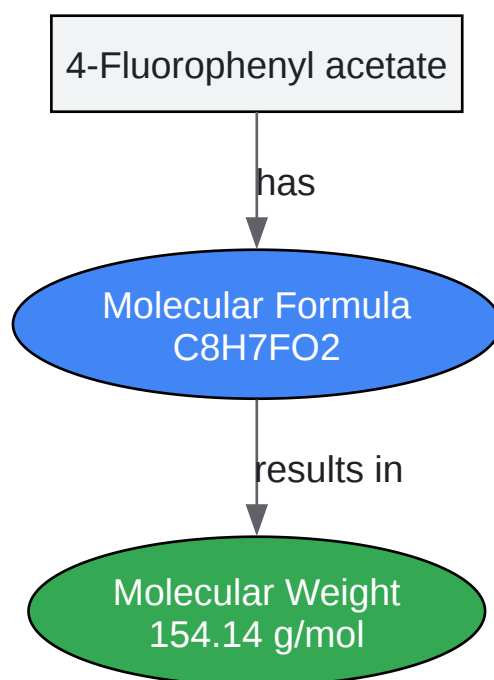 4-Fluorophenyl acetate
has
Molecular Formula
C8H7FO2
results in
Molecular Weight
154.14 g/mol